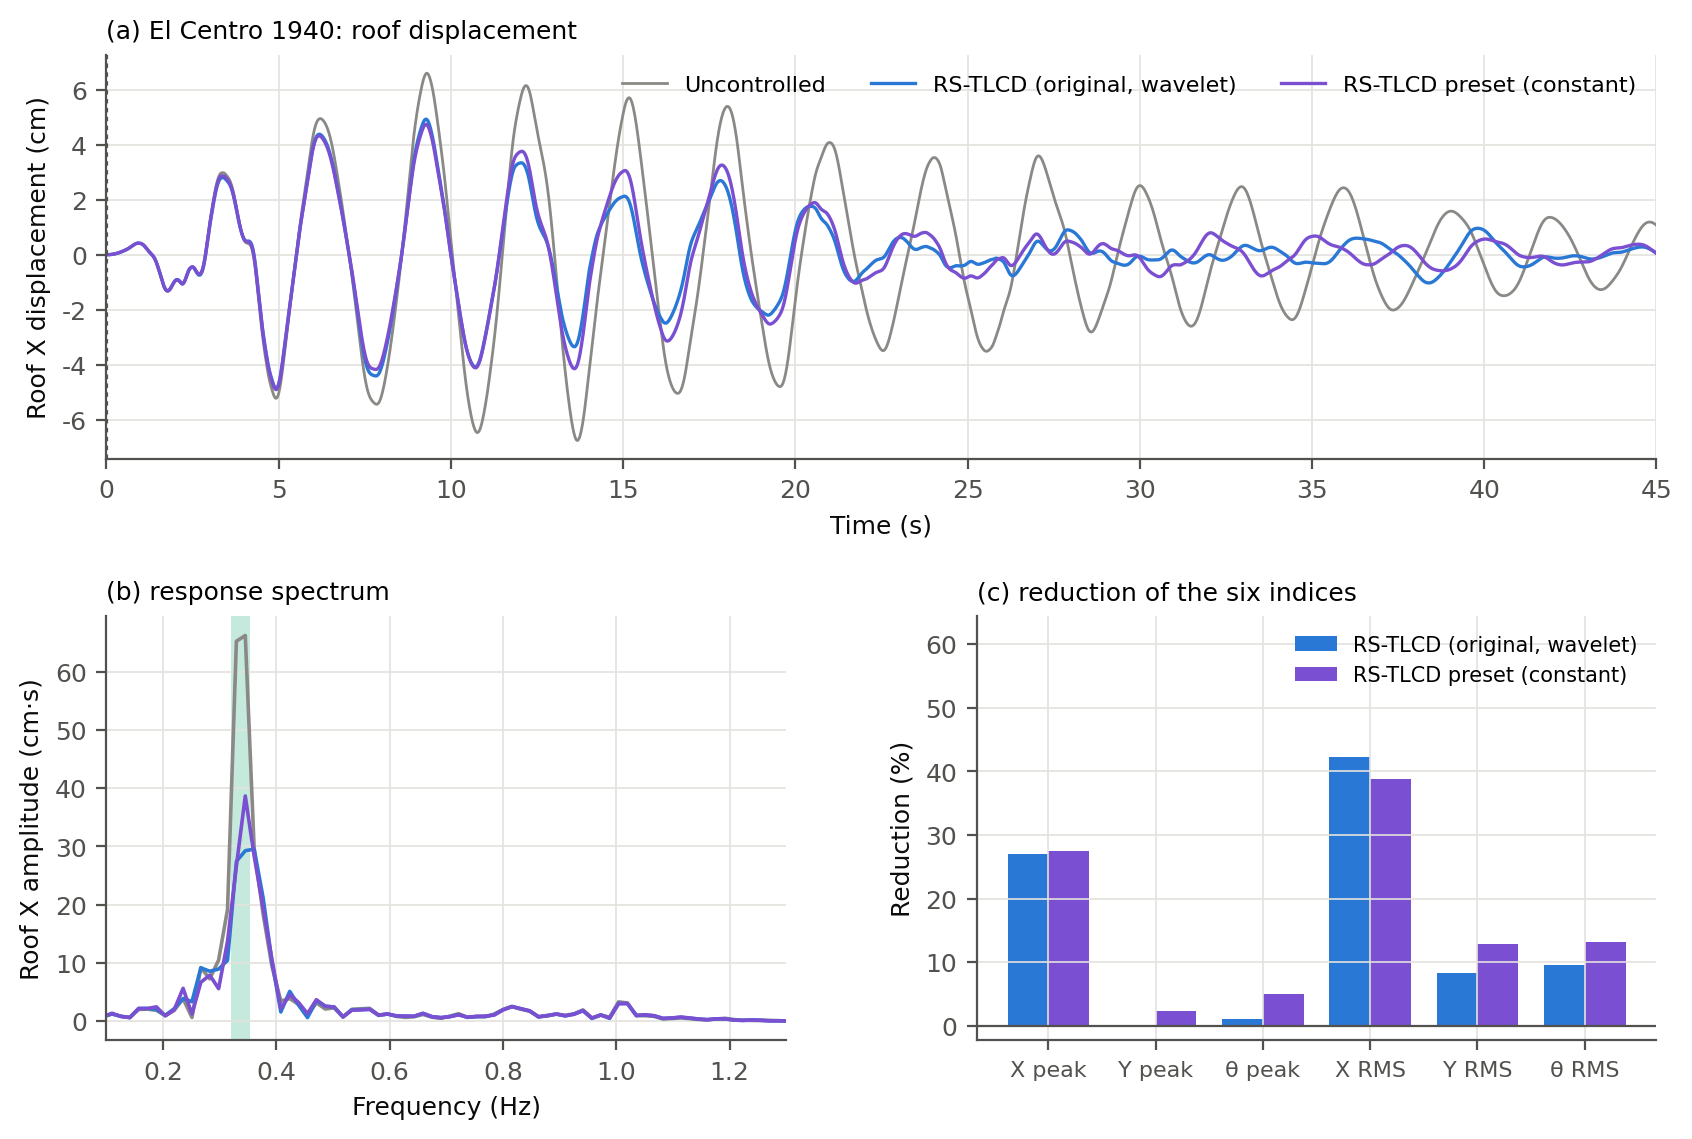 (a) El Centro 1940: roof displacement
Uncontrolled
RS-TLCD (original, wavelet)
RS-TLCD preset (constant)
Roof X displacement (cm)
6
4
2
0
-2
-4
-6
0 5 10 15 20 25 30 35 40 45
Time (s)
(b) response spectrum
Roof X amplitude (cm·s)
60
50
40
30
20
10
0
0.2 0.4 0.6 0.8 1.0 1.2
Frequency (Hz)
(c) reduction of the six indices
RS-TLCD (original, wavelet)
RS-TLCD preset (constant)
Reduction (%)
60
50
40
30
20
10
0
X peak Y peak θ peak X RMS Y RMS θ RMS